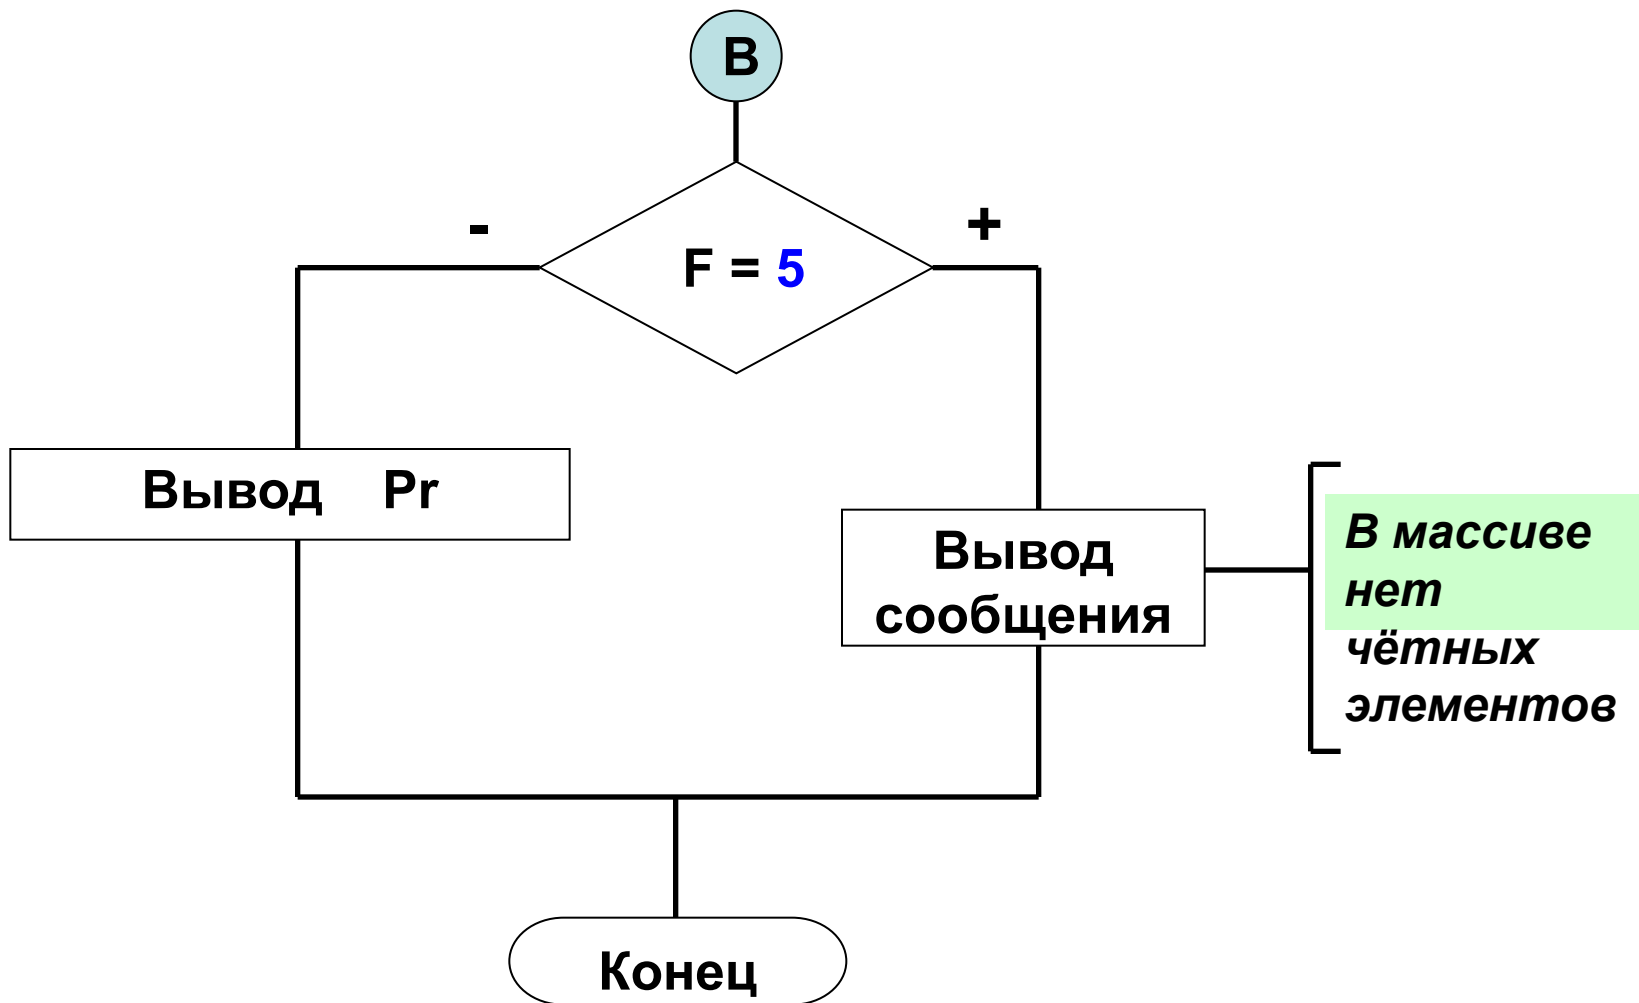 В
-
+
F = 5
Вывод Pr
Вывод
сообщения
В массиве
нет
чётных
элементов
Конец